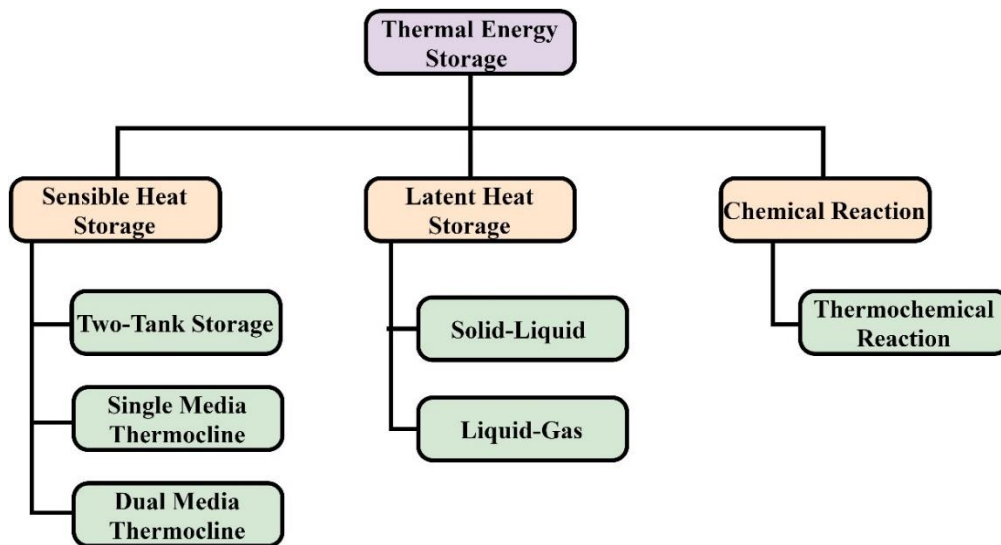 Thermal Energy
Storage
Sensible Heat
Storage
Latent Heat
Storage
Chemical Reaction
Two-Tank Storage
Single Media
Thermocline
Dual Media
Thermocline
Solid-Liquid
Liquid-Gas
Thermochemical
Reaction